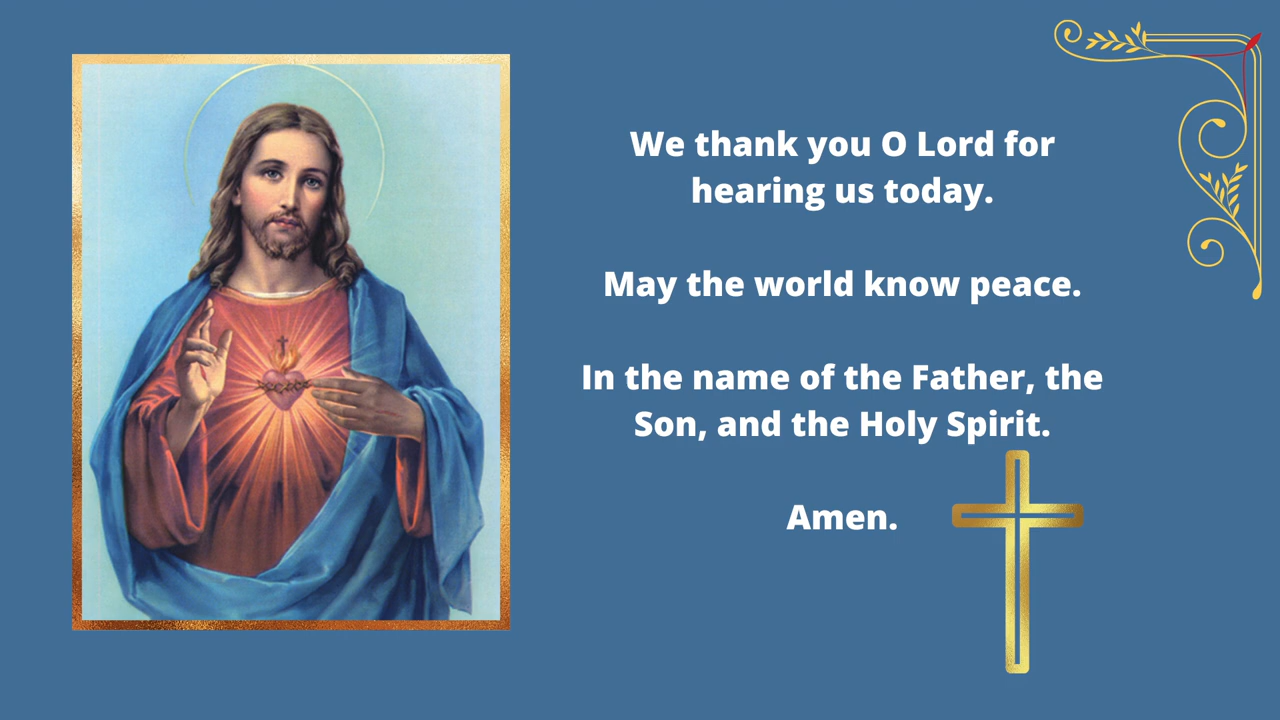 We thank you O Lord for
hearing us today.
May the world know peace.
In the name of the Father, the
Son, and the Holy Spirit.
Amen.